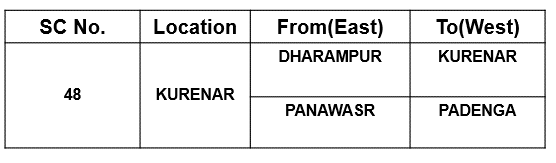 SC No. Location From(East) To(West)
DHARAMPUR KURENAR
48 KURENAR
PANAWASR PADENGA